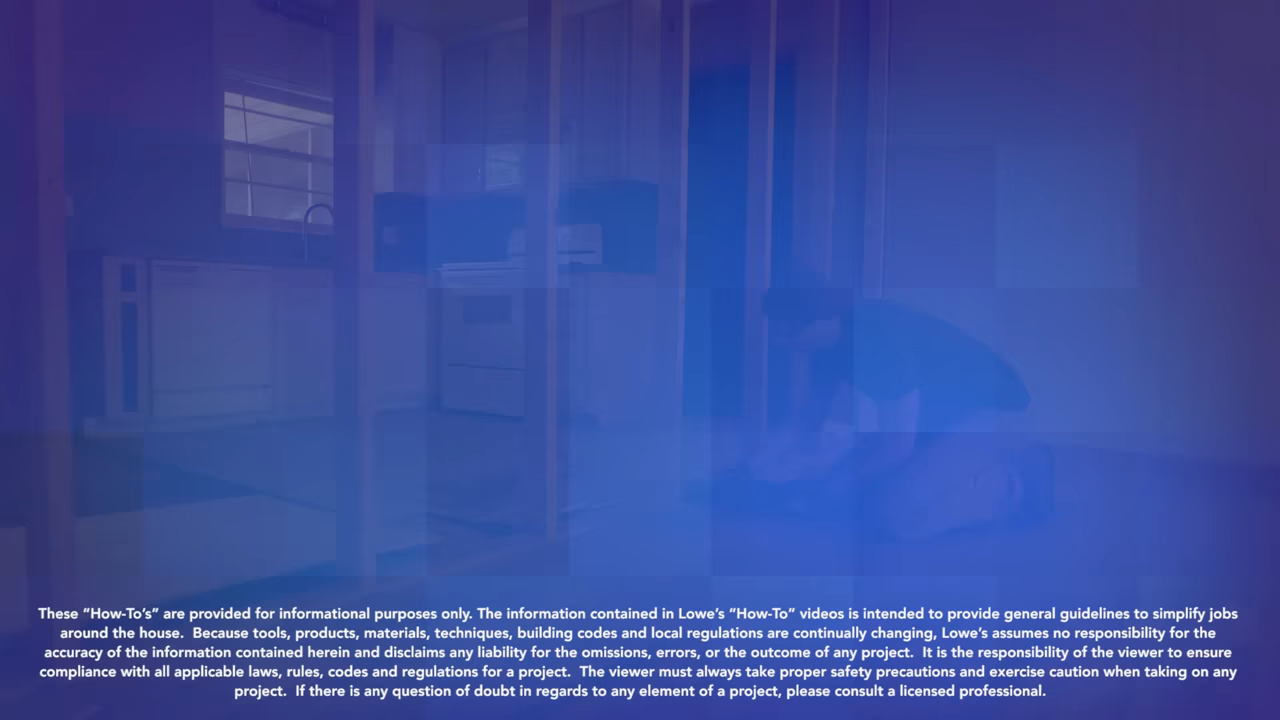 These “How-To’s” are provided for informational purposes only. The information contained in Lowe’s “How-To” videos is intended to provide general guidelines to simplify jobs
around the house.  Because tools, products, materials, techniques, building codes and local regulations are continually changing, Lowe’s assumes no responsibility for the
accuracy of the information contained herein and disclaims any liability for the omissions, errors, or the outcome of any project.  It is the responsibility of the viewer to ensure
compliance with all applicable laws, rules, codes and regulations for a project.  The viewer must always take proper safety precautions and exercise caution when taking on any
project.  If there is any question of doubt in regards to any element of a project, please consult a licensed professional.